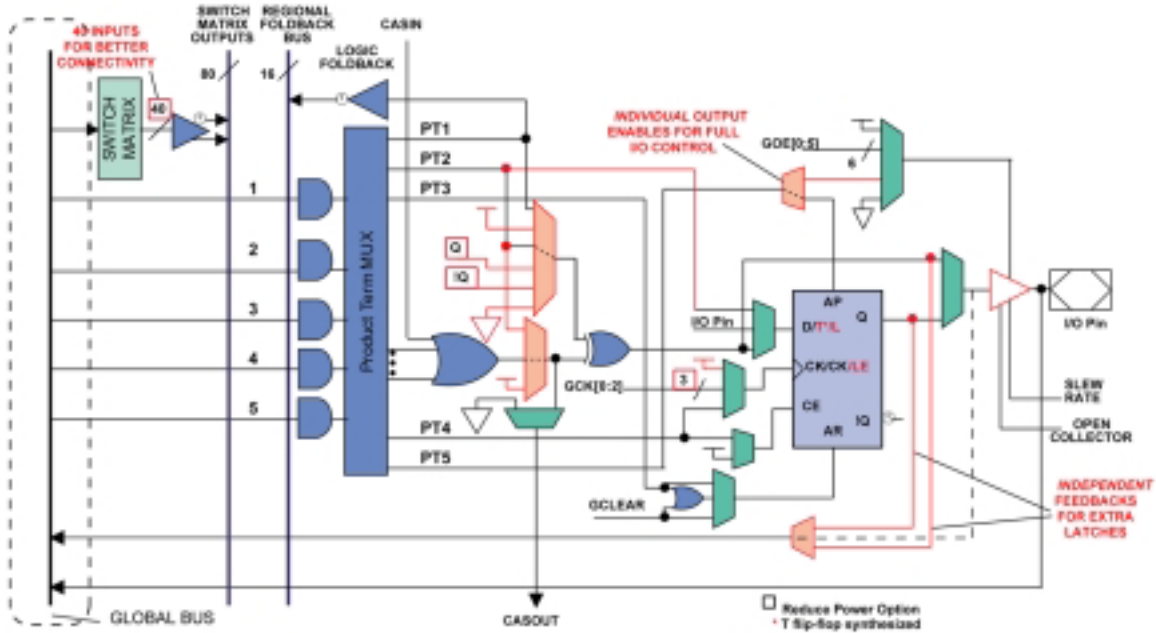 40 INPUTS
FOR BETTER
CONNECTIVITY
SWITCH
MATRIX
OUTPUTS
REGIONAL
FOLDBACK
BUS
CASIN
LOGIC
FOLDBACK
80
16
SWITCH
MATRIX
40
PT1
PT2
PT3
INDIVIDUAL OUTPUT
ENABLES FOR FULL
I/O CONTROL
GOE[0:5]
6
1
2
3
4
5
Product Term MUX
Q
!Q
I/O Pin
AP
D/T*/L
Q
CK/CK/LE
CE
!Q
AR
I/O Pin
GCK[0:2]
3
SLEW
RATE
OPEN
COLLECTOR
PT4
PT5
GCLEAR
INDEPENDENT
FEEDBACKS
FOR EXTRA
LATCHES
GLOBAL BUS
CASOUT
Reduce Power Option
* T flip-flop synthesized